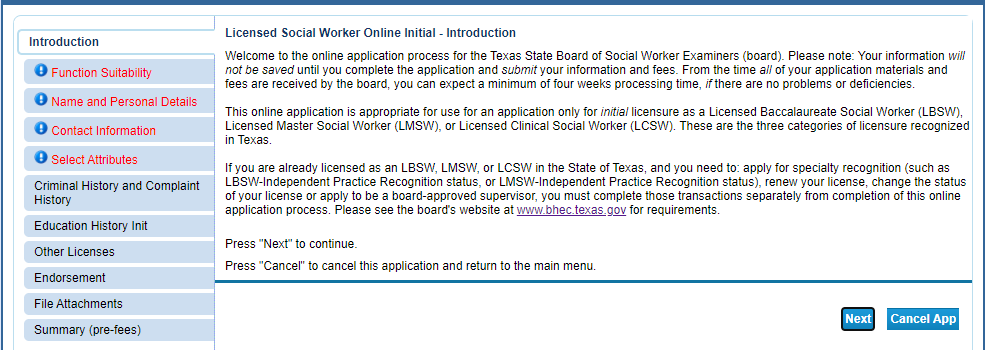 Introduction
Function Suitability
Name and Personal Details
Contact Information
Select Attributes
Criminal History and Complaint
History
Education History Init
Other Licenses
Endorsement
File Attachments
Summary (pre-fees)
Licensed Social Worker Online Initial - Introduction
Welcome to the online application process for the Texas State Board of Social Worker Examiners (board). Please note: Your information will
not be saved until you complete the application and submit your information and fees. From the time all of your application materials and
fees are received by the board, you can expect a minimum of four weeks processing time, if there are no problems or deficiencies.
This online application is appropriate for use for an application only for initial licensure as a Licensed Baccalaureate Social Worker (LBSW),
Licensed Master Social Worker (LMSW), or Licensed Clinical Social Worker (LCSW). These are the three categories of licensure recognized
in Texas.
If you are already licensed as an LBSW, LMSW, or LCSW in the State of Texas, and you need to: apply for specialty recognition (such as
LBSW-Independent Practice Recognition status, or LMSW-Independent Practice Recognition status), renew your license, change the status
of your license or apply to be a board-approved supervisor, you must complete those transactions separately from completion of this online
application process. Please see the board's website at www.bhec.texas.gov for requirements.
Press "Next" to continue.
Press "Cancel" to cancel this application and return to the main menu.
Next Cancel App